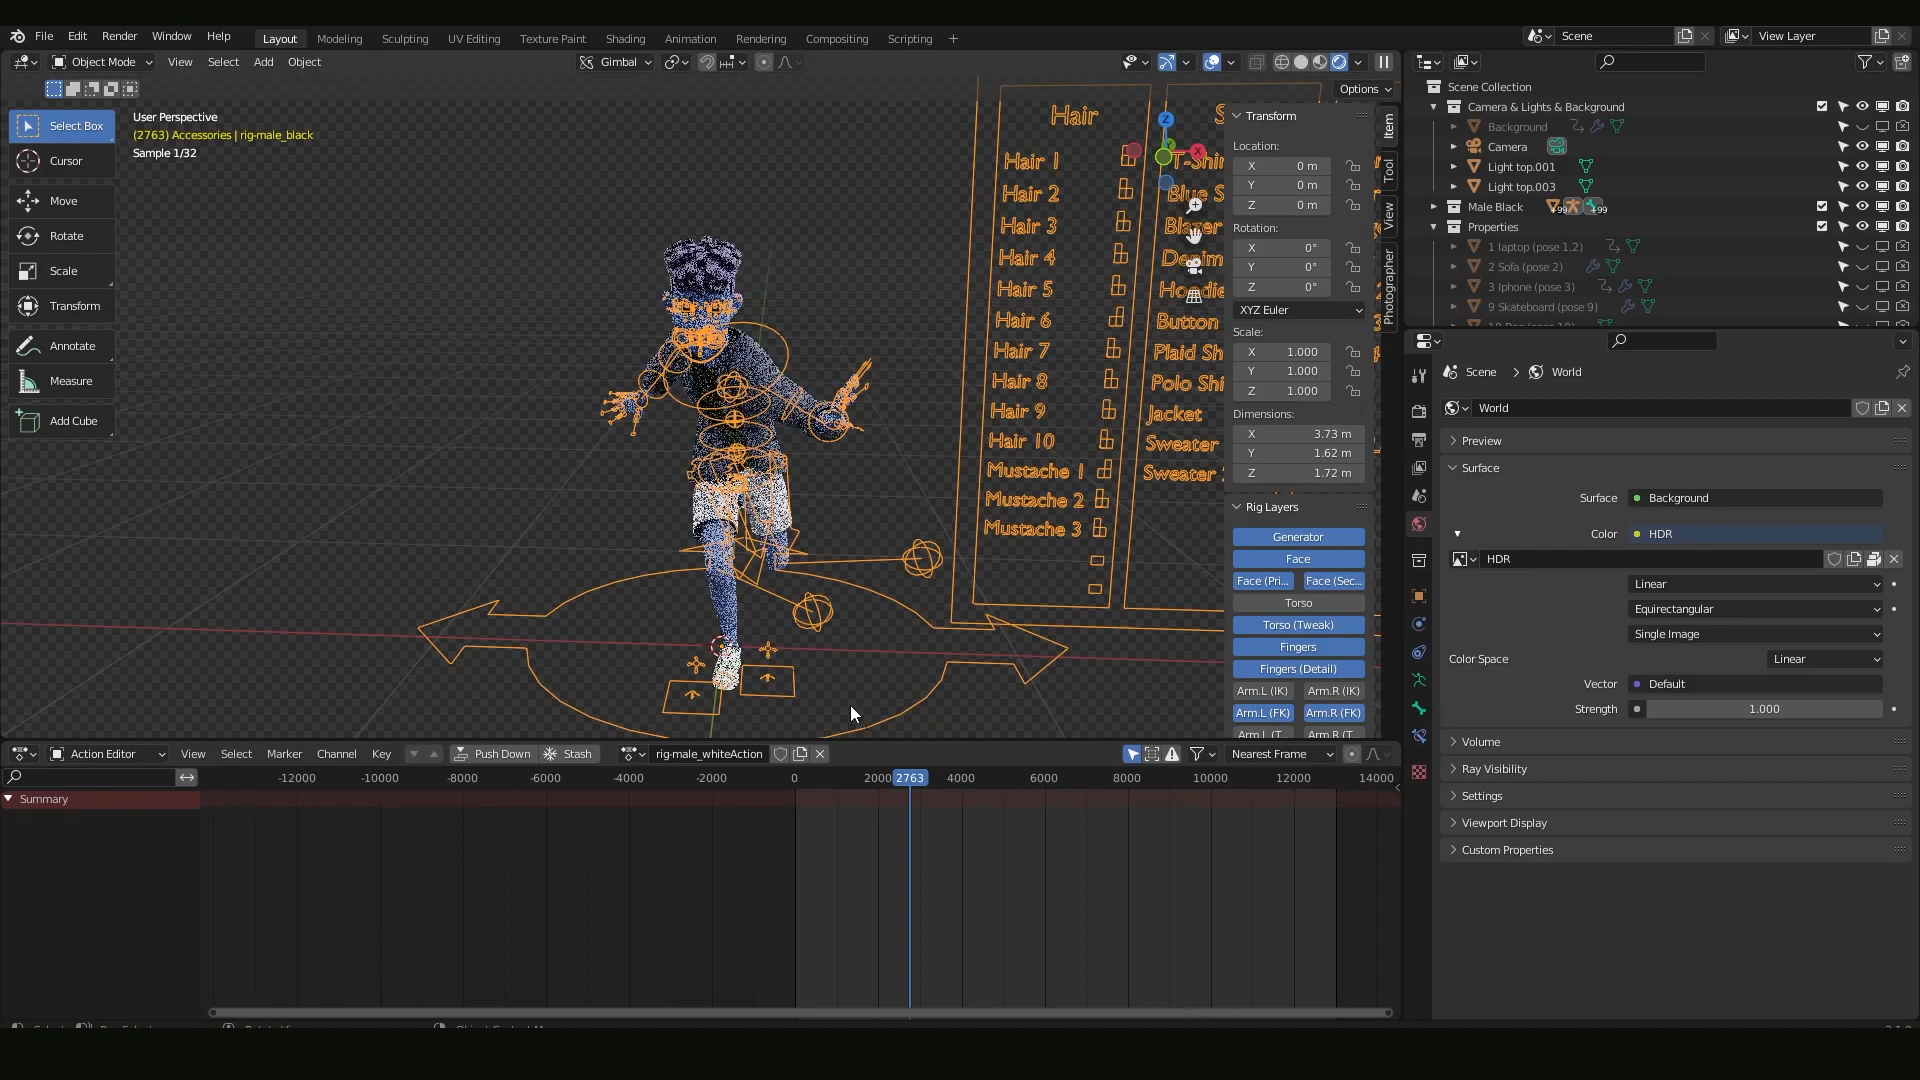 File Edit Render Window Help
Layout Modeling Sculpting UV Editing Texture Paint Shading Animation Rendering Compositing Scripting +
Scene
View Layer
Object Mode View Select Add Object
Gimbal
Options
Select Box
Cursor
Move
Rotate
Scale
Transform
Annotate
Measure
Add Cube
User Perspective
(2763) Accessories | rig-male_black
Sample 1/32
Hair
Hair 1
Hair 2
Hair 3
Hair 4
Hair 5
Hair 6
Hair 7
Hair 8
Hair 9
Hair 10
Mustache 1
Mustache 2
Mustache 3
S
T-Shir
Blue S
Blazer
Denim
Hoodie
Button
Plaid Sh
Polo Shi
Jacket
Sweater
Sweater
Z
X
Transform
Location:
X 0 m
Y 0 m
Z 0 m
Rotation:
X 0°
Y 0°
Z 0°
XYZ Euler
Scale:
X 1.000
Y 1.000
Z 1.000
Dimensions:
X 3.73 m
Y 1.62 m
Z 1.72 m
Rig Layers
Generator
Face
Face (Pri... Face (Sec...
Torso
Torso (Tweak)
Fingers
Fingers (Detail)
Arm.L (IK) Arm.R (IK)
Arm.L (FK) Arm.R (FK)
Arm.L (T... Arm.R (T...
Item
Tool
View
Photographer
Scene Collection
Camera & Lights & Background
Background
Camera
Light top.001
Light top.003
Male Black +99 +99
Properties
1 laptop (pose 1,2)
2 Sofa (pose 2)
3 Iphone (pose 3)
9 Skateboard (pose 9)
Scene > World
World
Preview
Surface
Surface Background
Color HDR
HDR
Linear
Equirectangular
Single Image
Color Space Linear
Vector Default
Strength 1.000
Volume
Ray Visibility
Settings
Viewport Display
Custom Properties
Action Editor View Select Marker Channel Key Push Down Stash rig-male_whiteAction Nearest Frame
-12000 -10000 -8000 -6000 -4000 -2000 0 2000 2763 4000 6000 8000 10000 12000 14000
Summary